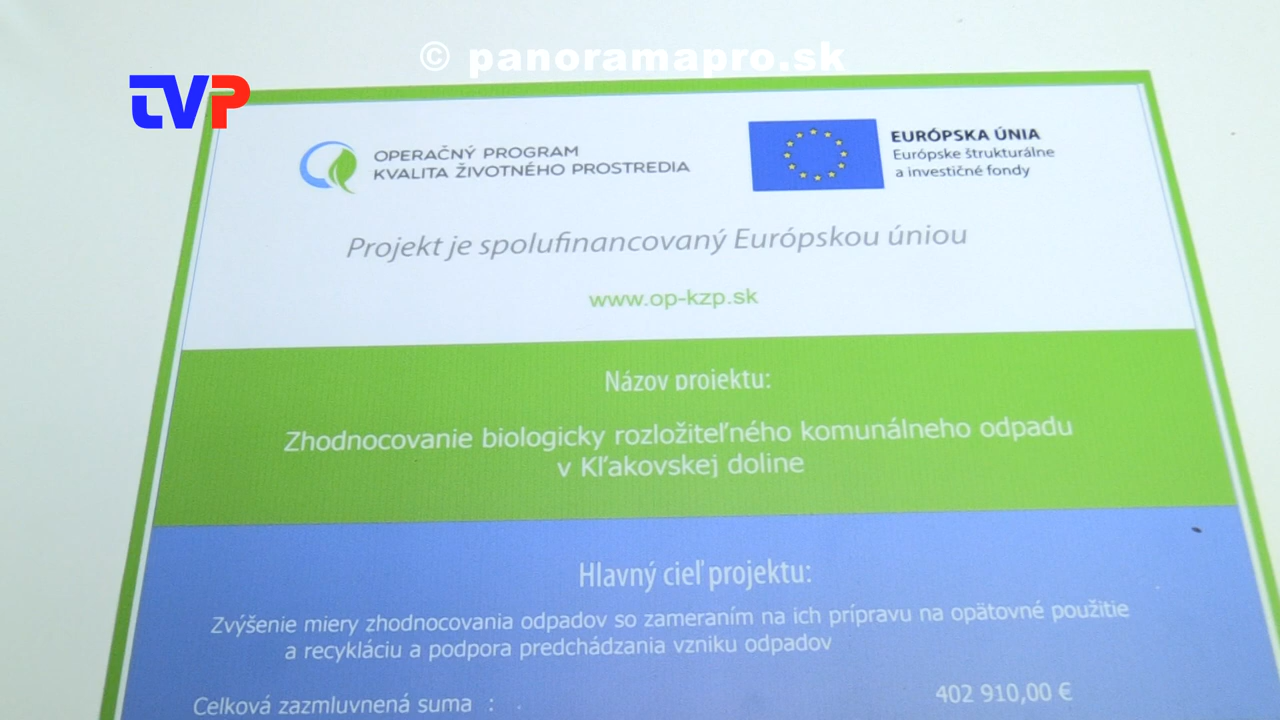 © panoramapro.sk
TVP
OPERAČNÝ PROGRAM
KVALITA ŽIVOTNÉHO PROSTREDIA
EURÓPSKA ÚNIA
Európske štrukturálne
a investičné fondy
Projekt je spolufinancovaný Európskou úniou
www.op-kzp.sk
Názov projektu:
Zhodnocovanie biologicky rozložiteľného komunálneho odpadu
v Kľakovskej doline
Hlavný cieľ projektu:
Zvýšenie miery zhodnocovania odpadov so zameraním na ich prípravu na opätovné použitie
a recykláciu a podpora predchádzania vzniku odpadov
Celková zazmluvnená suma : 402 910,00 €